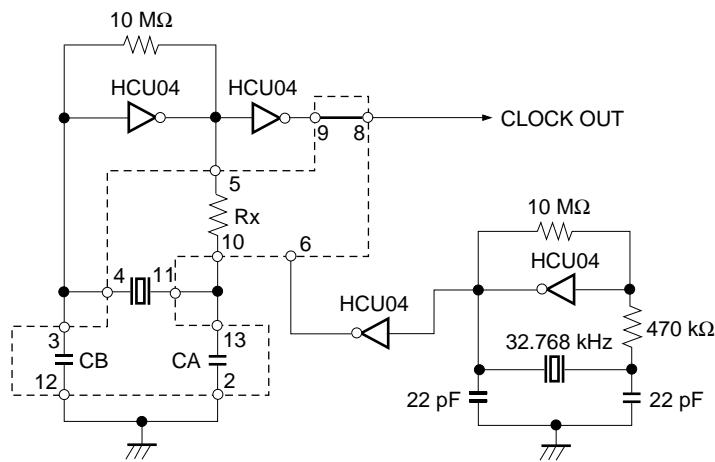 10 MΩ
HCU04
HCU04
9
8
CLOCK OUT
5
Rx
10
6
10 MΩ
HCU04
4
11
HCU04
470 kΩ
3
13
32.768 kHz
CB
CA
12
2
22 pF
22 pF